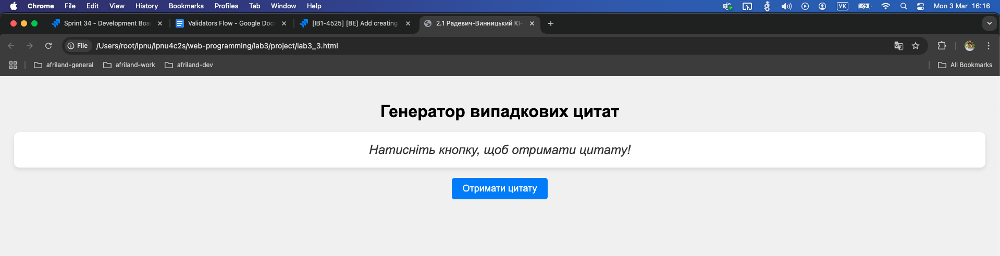 Chrome File Edit View History Bookmarks Profiles Tab Window Help УК Mon 3 Mar 16:16
Sprint 34 - Development Boa Validators Flow - Google Doc [IB1-4525] [BE] Add creating 2.1 Радевич-Винницький КІ-
File /Users/root/lpnu/lpnu4c2s/web-programming/lab3/project/lab3_3.html
afriland-general afriland-work afriland-dev All Bookmarks
Генератор випадкових цитат
Натисніть кнопку, щоб отримати цитату!
Отримати цитату